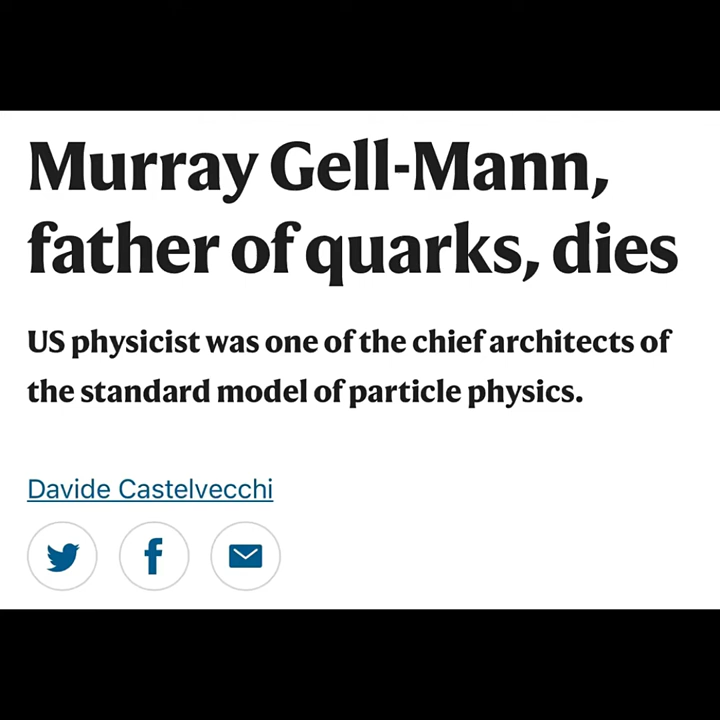 Murray Gell-Mann,
father of quarks, dies
US physicist was one of the chief architects of
the standard model of particle physics.
Davide Castelvecchi